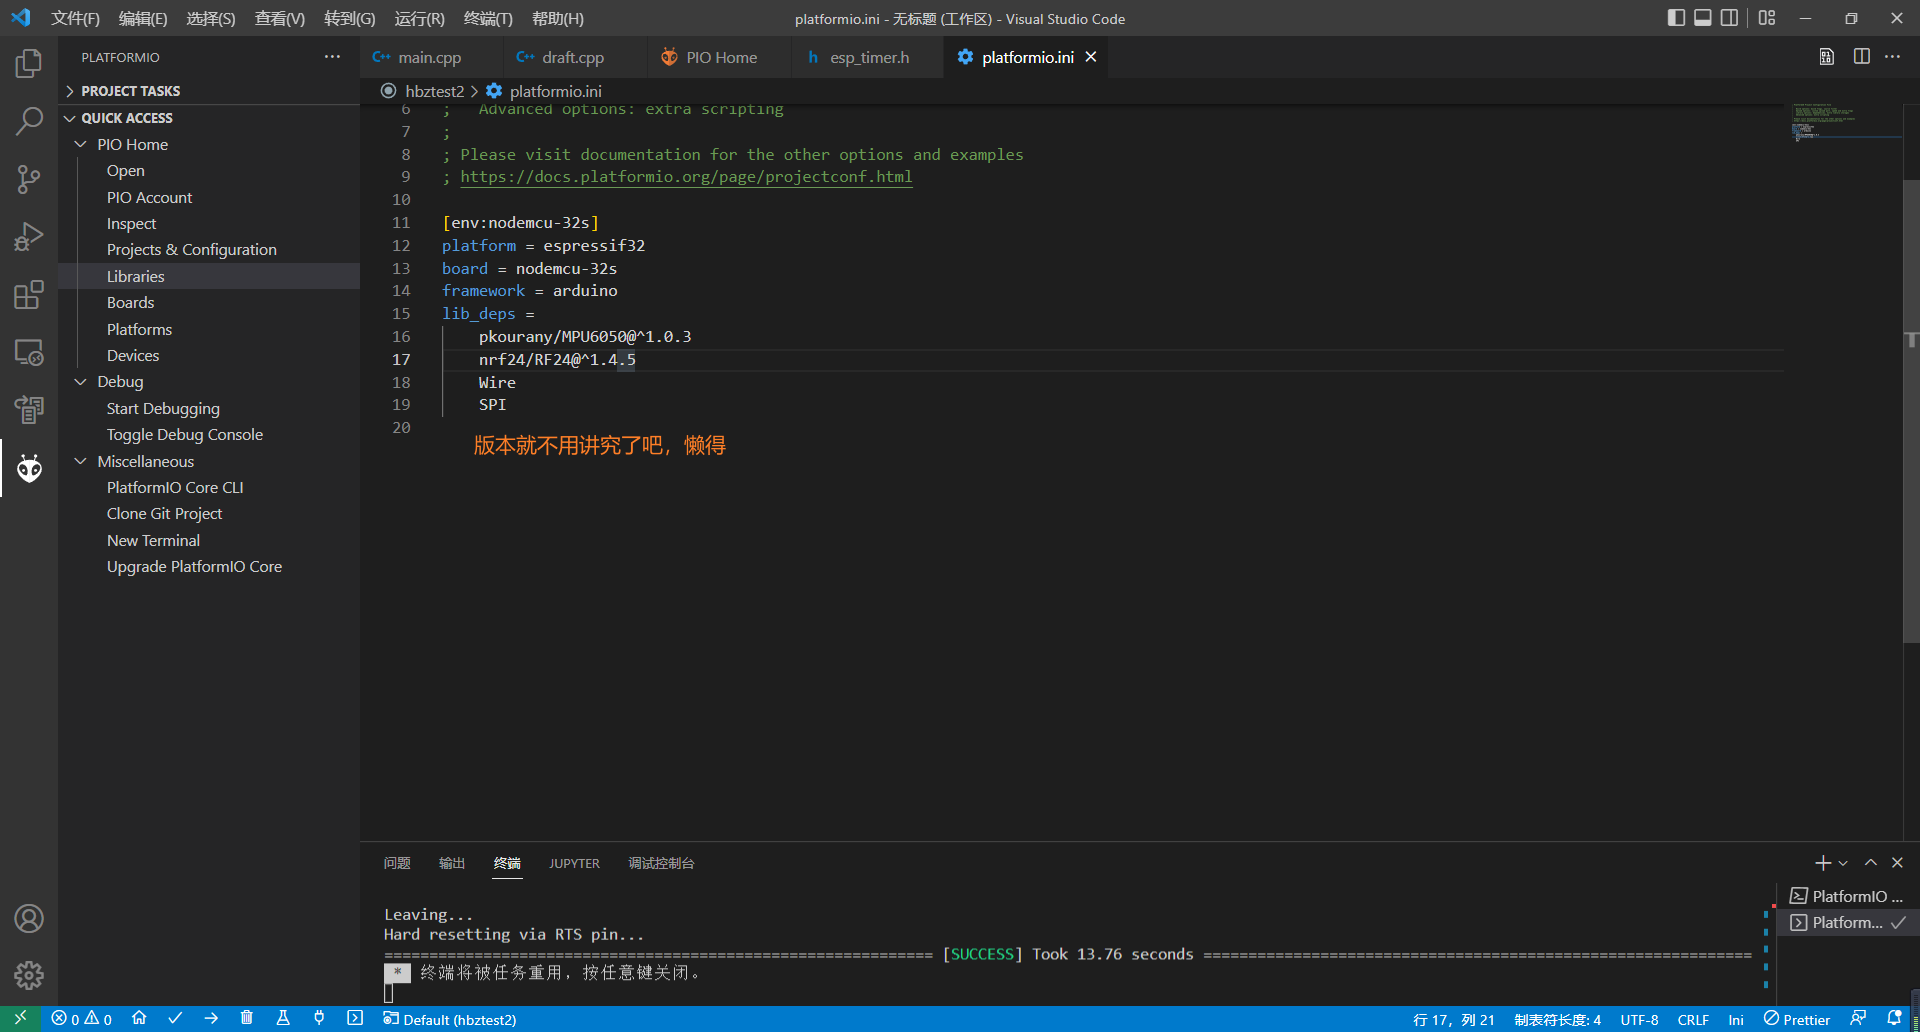 文件(F) 编辑(E) 选择(S) 查看(V) 转到(G) 运行(R) 终端(T) 帮助(H) platformio.ini - 无标题 (工作区) - Visual Studio Code
PLATFORMIO
PROJECT TASKS
QUICK ACCESS
PIO Home
Open
PIO Account
Inspect
Projects & Configuration
Libraries
Boards
Platforms
Devices
Debug
Start Debugging
Toggle Debug Console
Miscellaneous
PlatformIO Core CLI
Clone Git Project
New Terminal
Upgrade PlatformIO Core
main.cpp draft.cpp PIO Home esp_timer.h platformio.ini
hbztest2 > platformio.ini
6 ;   Advanced options: extra scripting
7 ;
8 ; Please visit documentation for the other options and examples
9 ; https://docs.platformio.org/page/projectconf.html
10
11 [env:nodemcu-32s]
12 platform = espressif32
13 board = nodemcu-32s
14 framework = arduino
15 lib_deps =
16     pkourany/MPU6050@^1.0.3
17     nrf24/RF24@^1.4.5
18     Wire
19     SPI
20
版本就不用讲究了吧，懒得
问题 输出 终端 JUPYTER 调试控制台
Leaving...
Hard resetting via RTS pin...
============================================================= [SUCCESS] Took 13.76 seconds =============================================================
* 终端将被任务重用，按任意键关闭。
PlatformIO ...
Platform...
0 0 Default (hbztest2) 行 17，列 21 制表符长度: 4 UTF-8 CRLF Ini Prettier